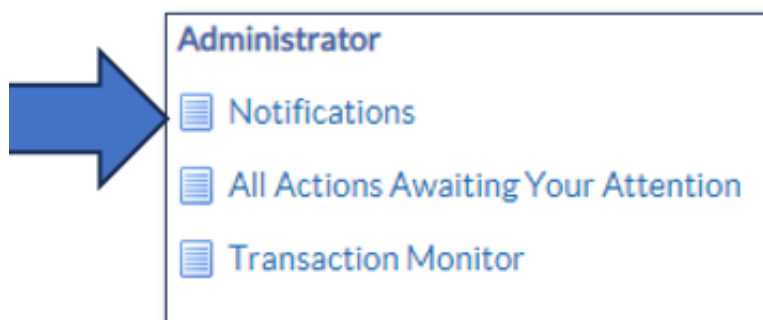 Administrator
Notifications
All Actions Awaiting Your Attention
Transaction Monitor